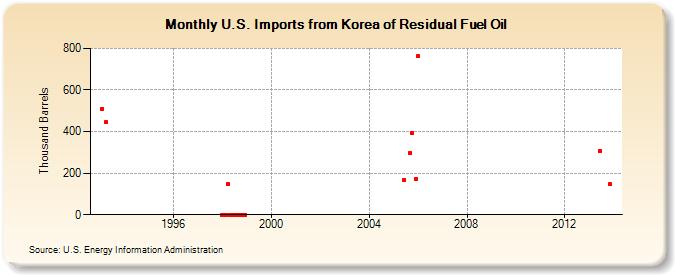 Monthly U.S. Imports from Korea of Residual Fuel Oil
Thousand Barrels
800
600
400
200
0
1996 2000 2004 2008 2012
Source: U.S. Energy Information Administration